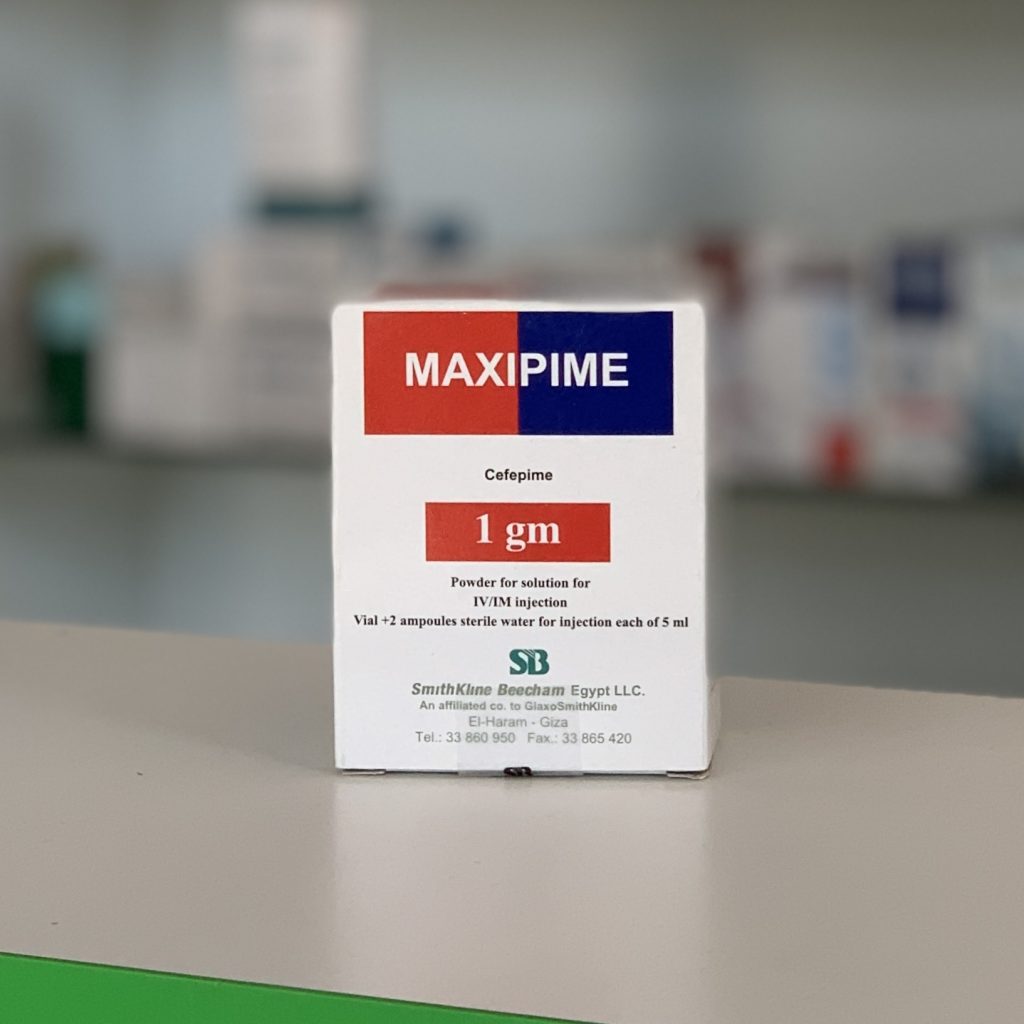 MAXIPIME
Cefepime
1 gm
Powder for solution for
IV/IM injection
Vial +2 ampoules sterile water for injection each of 5 ml
SB
SmithKline Beecham Egypt LLC.
An affiliated co. to GlaxoSmithKline
El-Haram - Giza
Tel.: 33 860 950 Fax.: 33 865 420